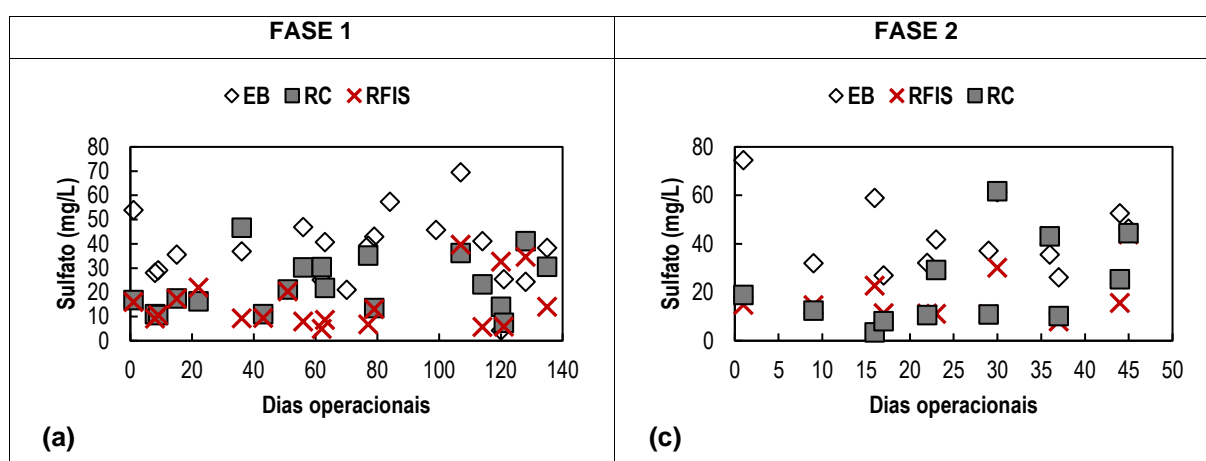 FASE 1
FASE 2
EB RC RFIS
EB RFIS RC
Sulfato (mg/L)
80
70
60
50
40
30
20
10
0
0 20 40 60 80 100 120 140
Dias operacionais
(a)
Sulfato (mg/L)
80
60
40
20
0
0 5 10 15 20 25 30 35 40 45 50
Dias operacionais
(c)